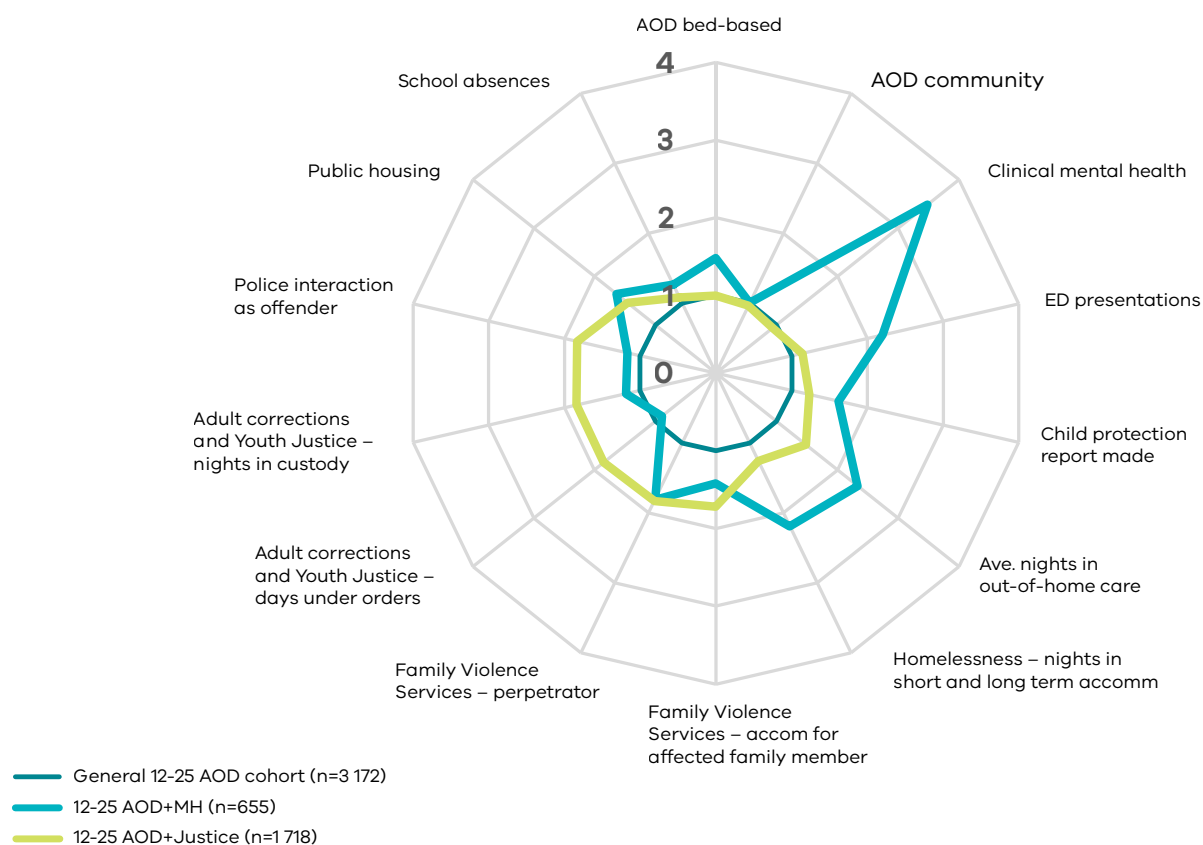 AOD bed-based
AOD community
Clinical mental health
ED presentations
Child protection
report made
Ave. nights in
out-of-home care
Homelessness – nights in
short and long term accomm
Family Violence
Services – accom for
affected family member
Family Violence
Services – perpetrator
Adult corrections
and Youth Justice –
days under orders
Adult corrections
and Youth Justice –
nights in custody
Police interaction
as offender
Public housing
School absences
4
3
2
1
0
General 12-25 AOD cohort (n=3 172)
12-25 AOD+MH (n=655)
12-25 AOD+Justice (n=1 718)